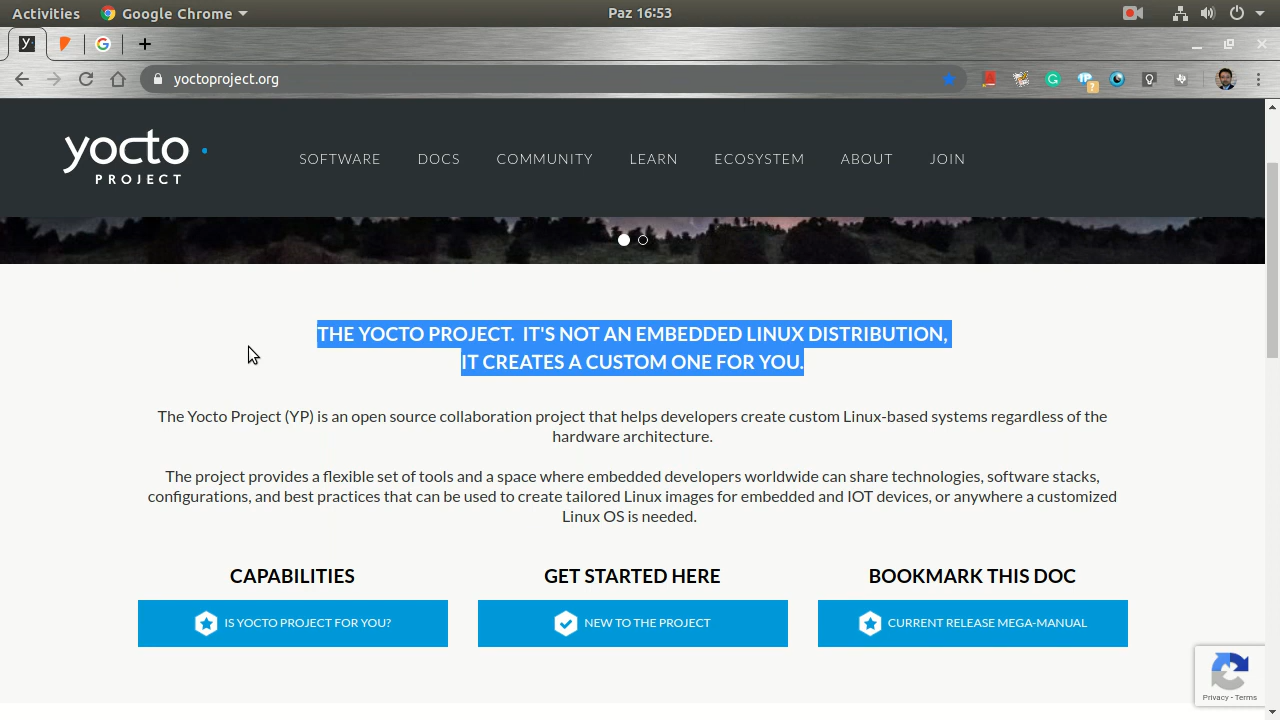 Activities Google Chrome Paz 16:53
yoctoproject.org
yocto
PROJECT
SOFTWARE DOCS COMMUNITY LEARN ECOSYSTEM ABOUT JOIN
THE YOCTO PROJECT. IT'S NOT AN EMBEDDED LINUX DISTRIBUTION,
IT CREATES A CUSTOM ONE FOR YOU.
The Yocto Project (YP) is an open source collaboration project that helps developers create custom Linux-based systems regardless of the
hardware architecture.
The project provides a flexible set of tools and a space where embedded developers worldwide can share technologies, software stacks,
configurations, and best practices that can be used to create tailored Linux images for embedded and IOT devices, or anywhere a customized
Linux OS is needed.
CAPABILITIES GET STARTED HERE BOOKMARK THIS DOC
IS YOCTO PROJECT FOR YOU? NEW TO THE PROJECT CURRENT RELEASE MEGA-MANUAL
Privacy - Terms